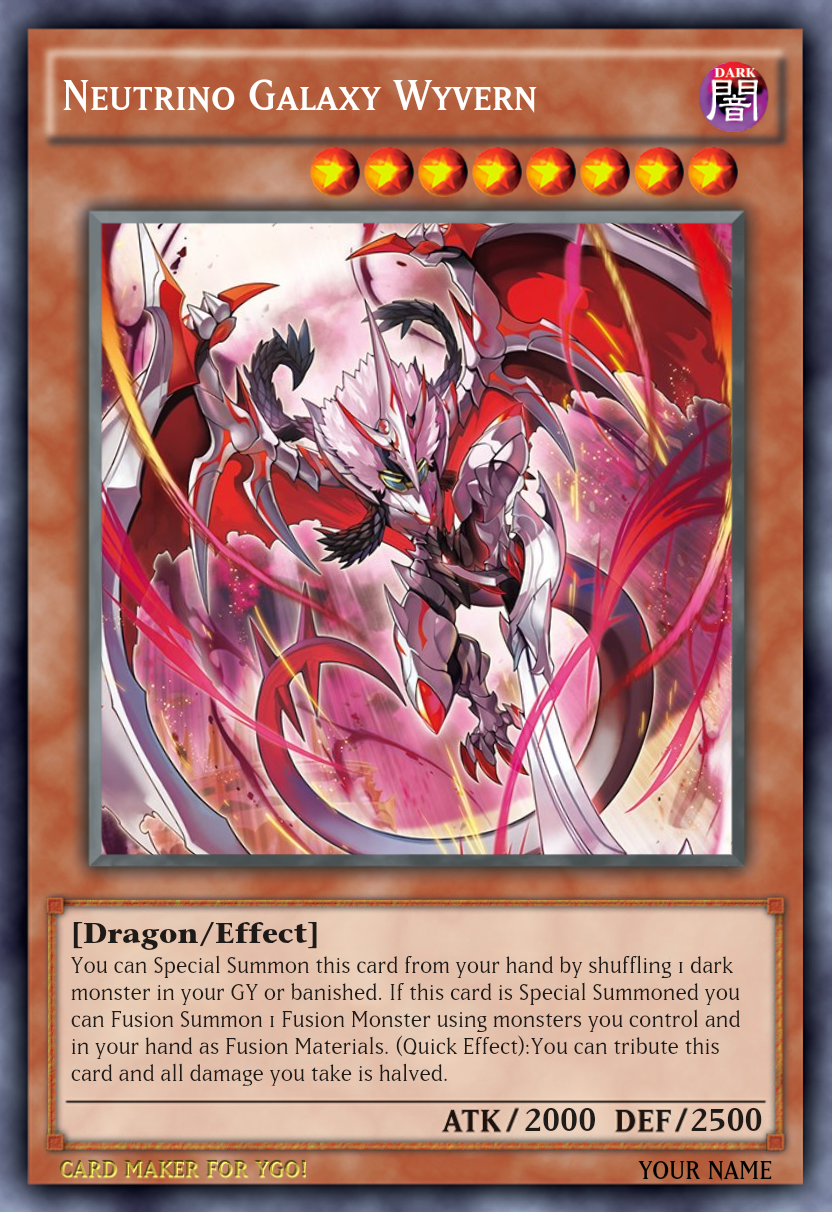 Neutrino Galaxy Wyvern
DARK
闇
[Dragon/Effect]
You can Special Summon this card from your hand by shuffling 1 dark
monster in your GY or banished. If this card is Special Summoned you
can Fusion Summon 1 Fusion Monster using monsters you control and
in your hand as Fusion Materials. (Quick Effect):You can tribute this
card and all damage you take is halved.
ATK/2000 DEF/2500
CARD MAKER FOR YGO!
YOUR NAME